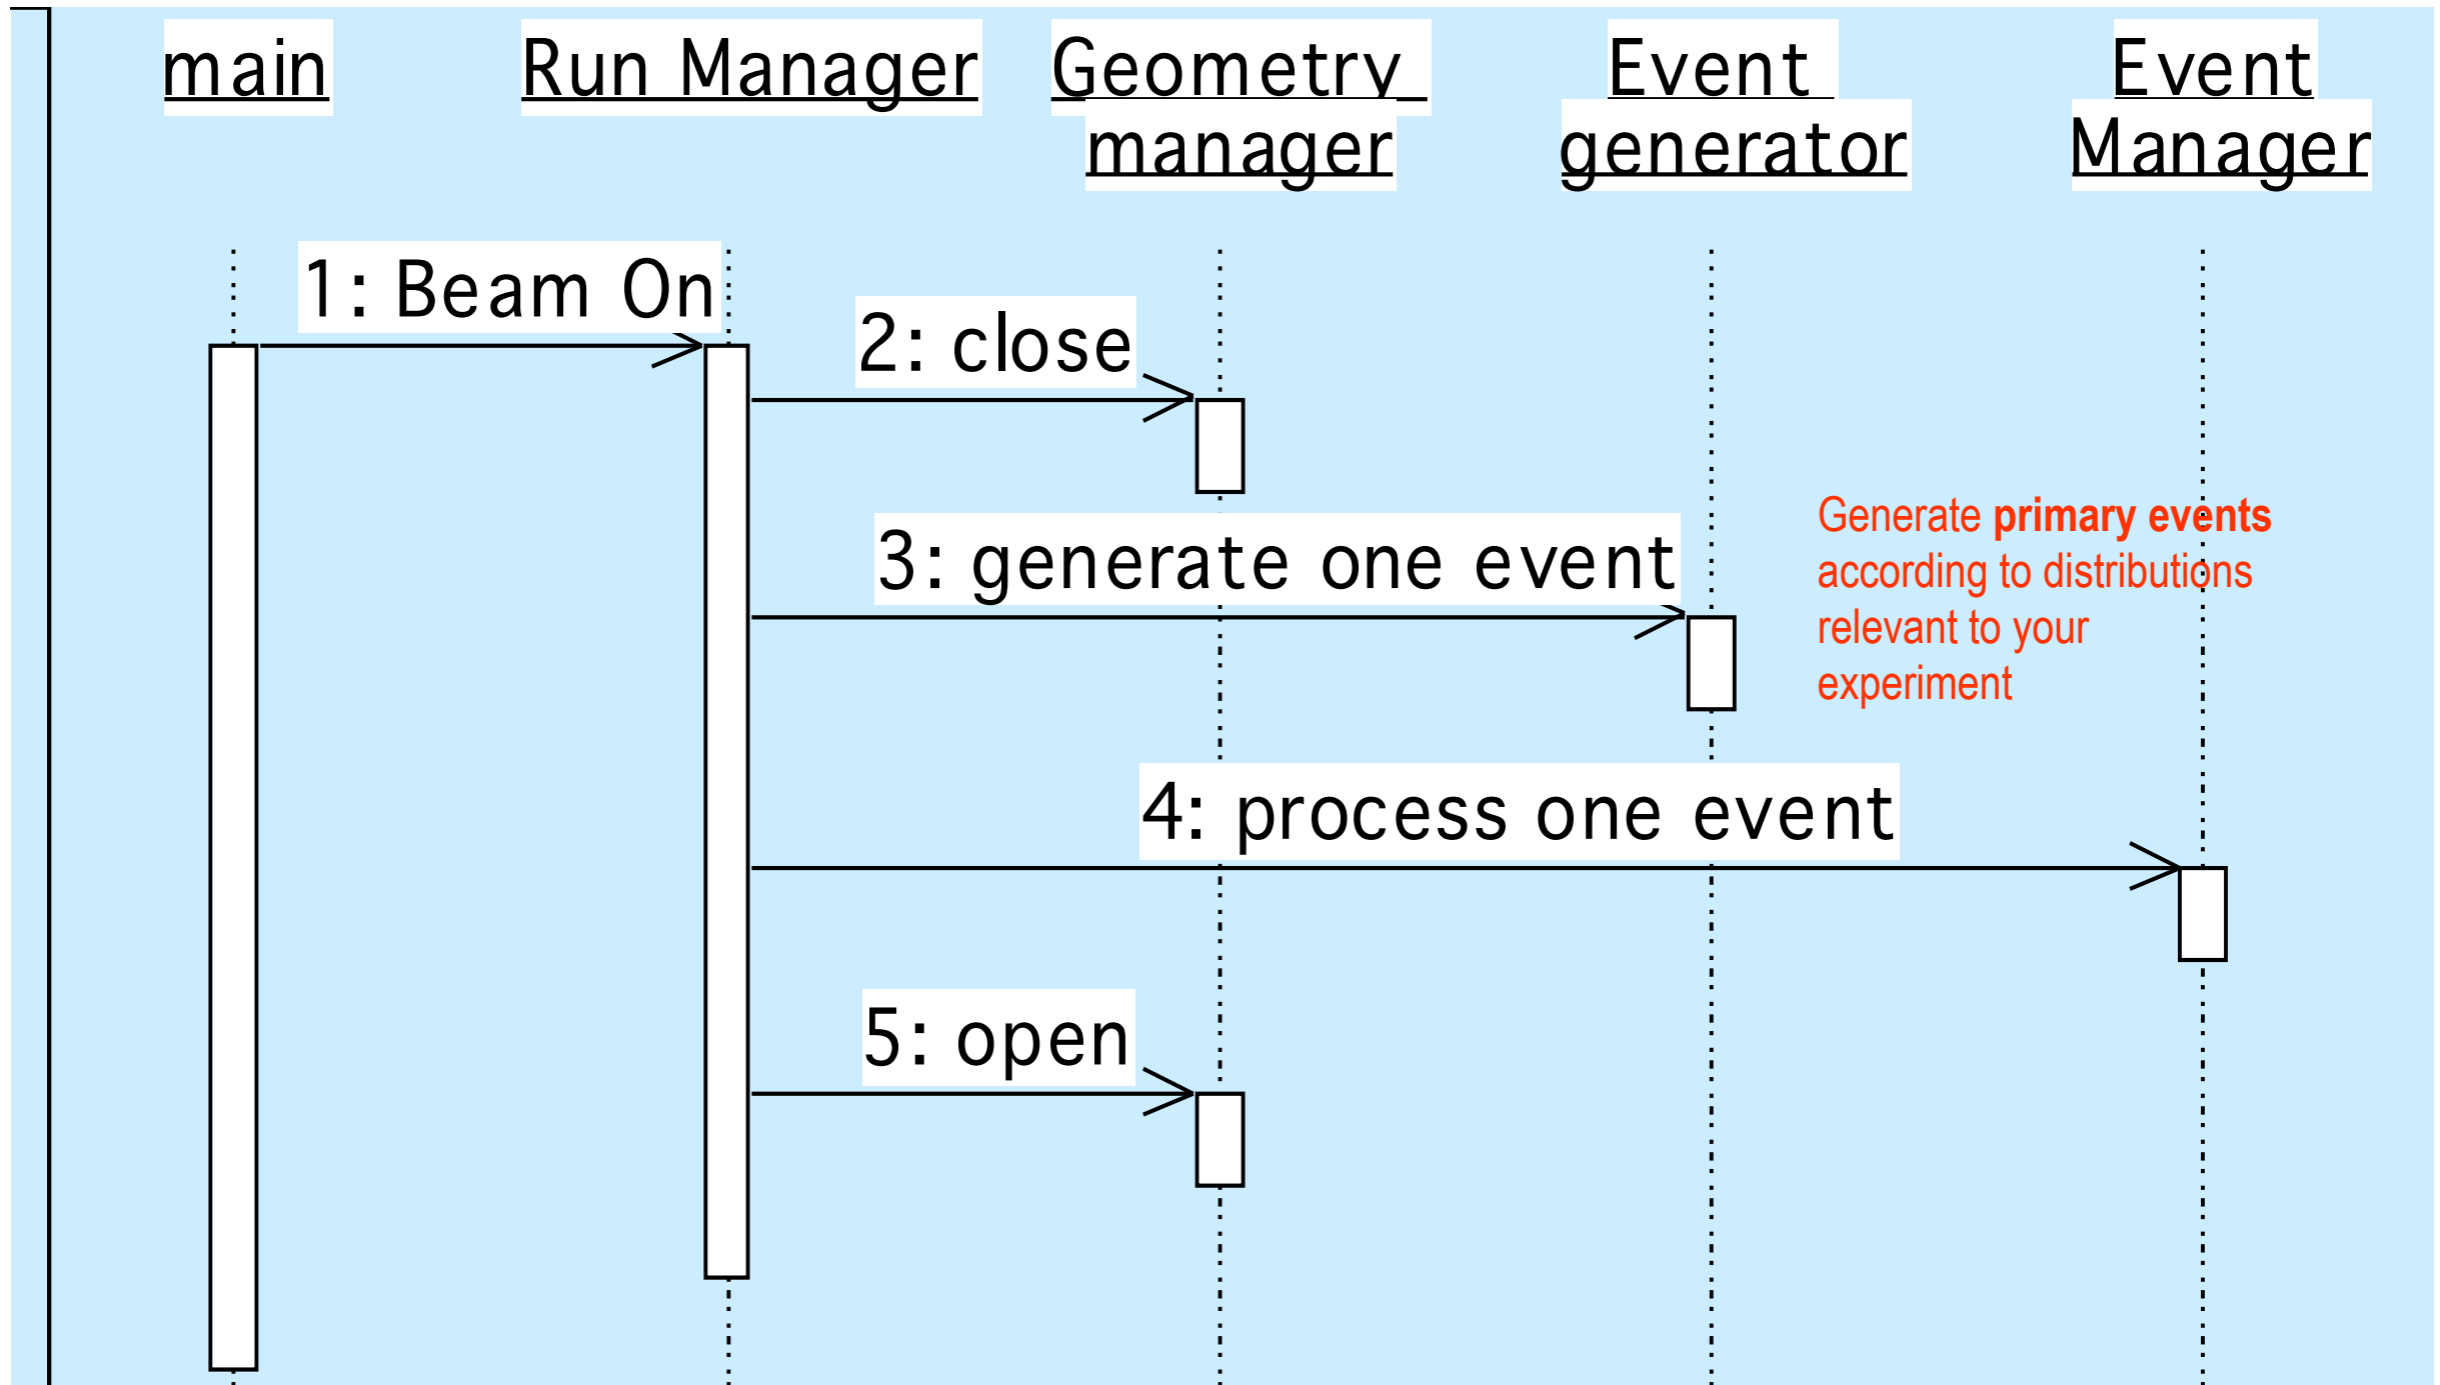 main
Run Manager
Geometry
manager
Event
generator
Event
Manager
1: Beam On
2: close
3: generate one event
Generate primary events
according to distributions
relevant to your
experiment
4: process one event
5: open